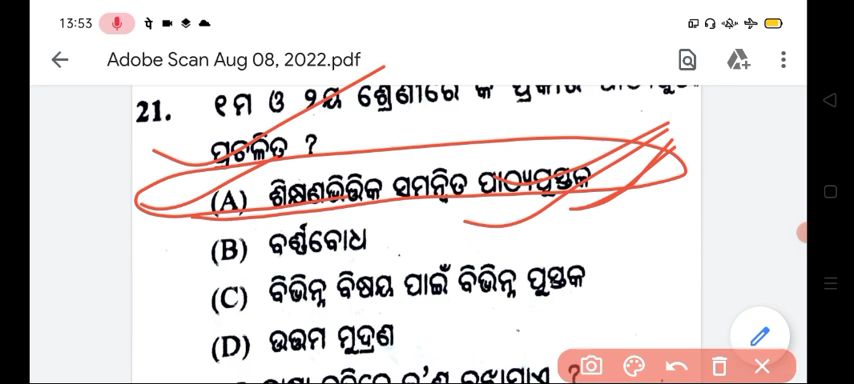 13:53 पे
Adobe Scan Aug 08, 2022.pdf
21. ୧ମ ଓ ୨ୟ ଶ୍ରେଣୀରେ କି ପ୍ରକାର
ପ୍ରଚଳିତ ?
(A) ଶିକ୍ଷଣଭିତ୍ତିକ ସମନ୍ୱିତ ପାଠ୍ୟପୁସ୍ତକ
(B) ବର୍ଣ୍ଣବୋଧ
(C) ବିଭିନ୍ନ ବିଷୟ ପାଇଁ ବିଭିନ୍ନ ପୁସ୍ତକ
(D) ଉତ୍ତମ ମୁଦ୍ରଣ